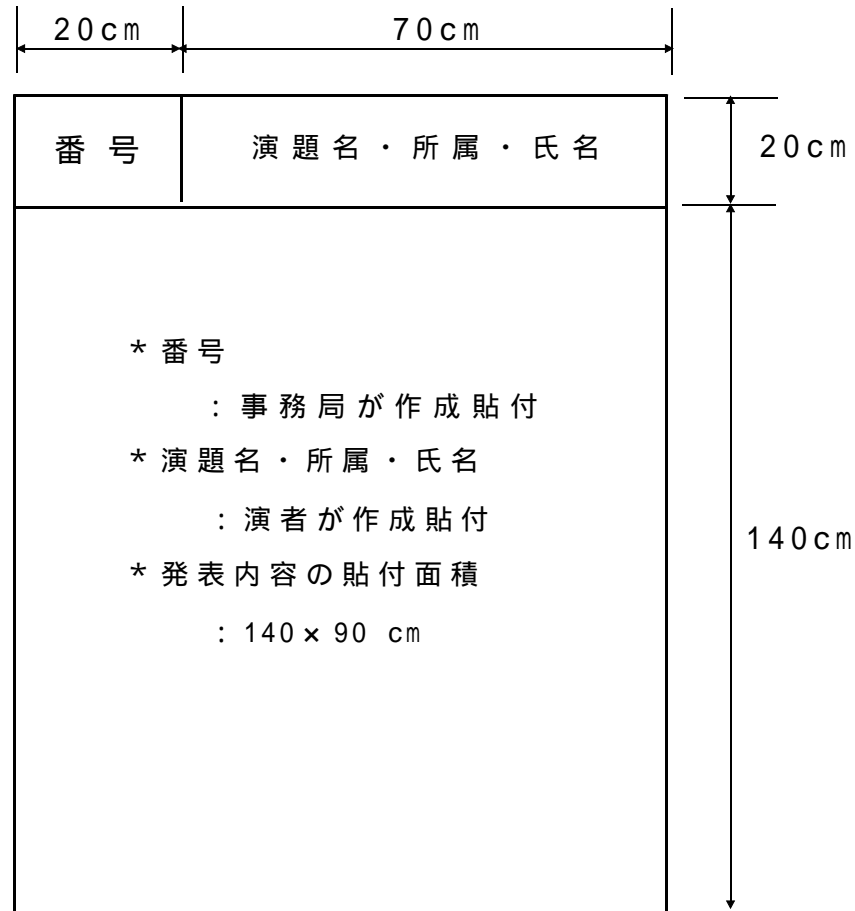 20cm 70cm
番号 演題名・所属・氏名 20cm
*番号
：事務局が作成貼付
*演題名・所属・氏名
：演者が作成貼付
140cm
*発表内容の貼付面積
：140×90 cm